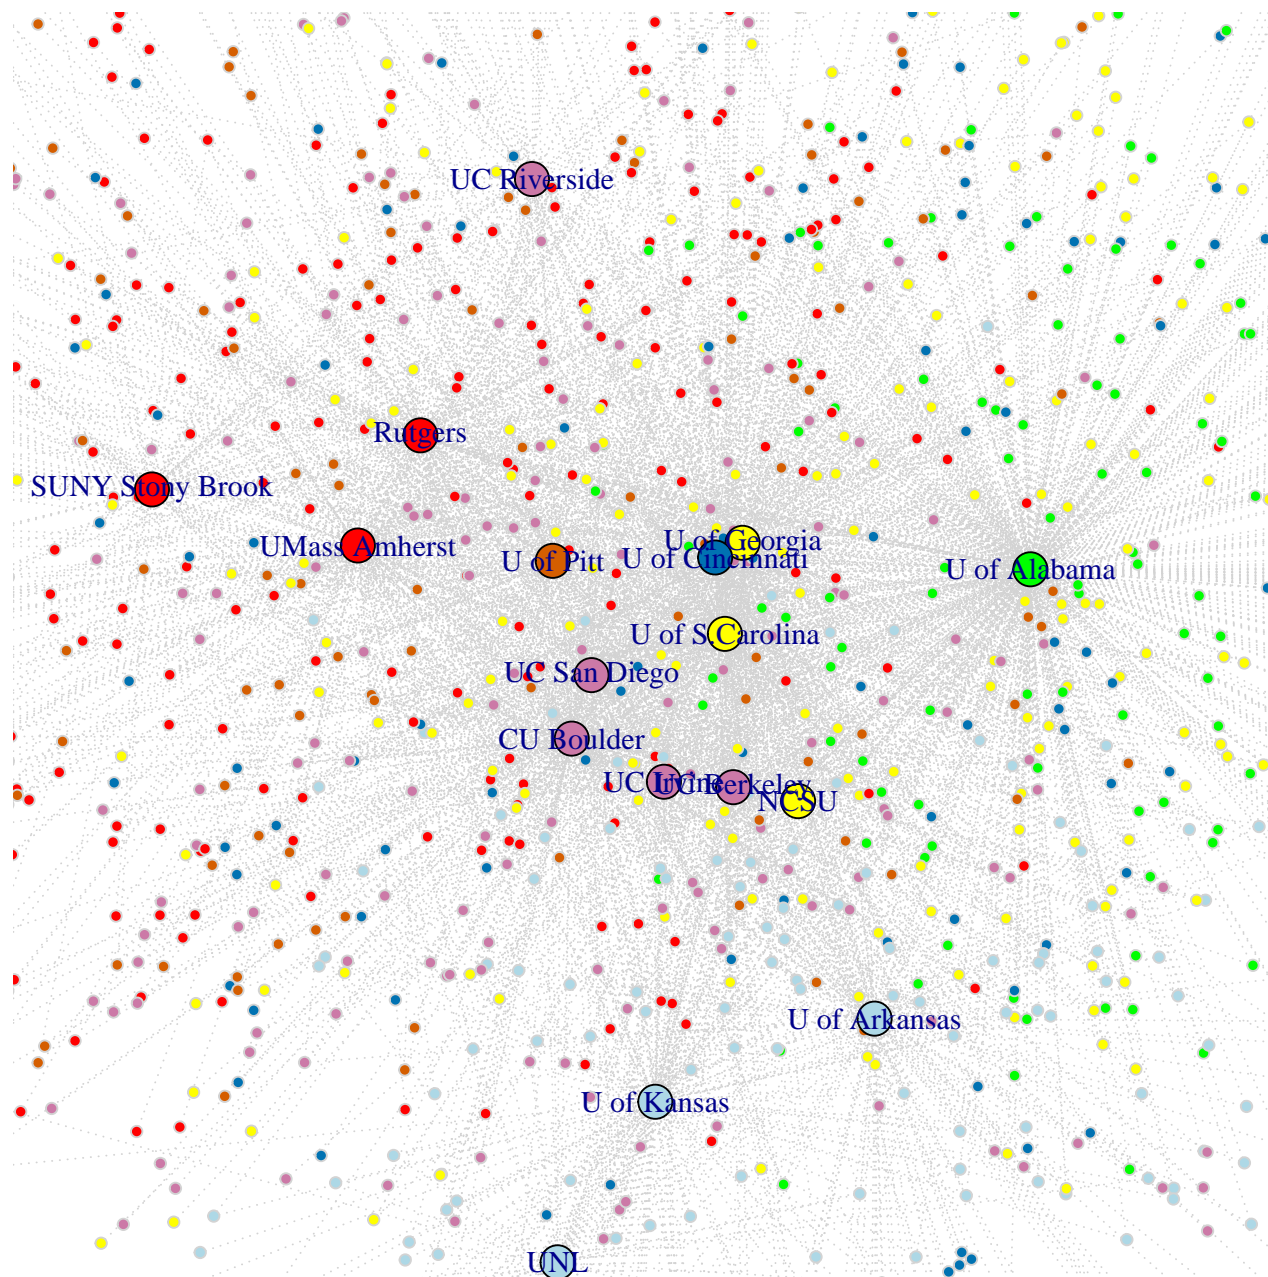 UC Riverside
Rutgers
SUNY Stony Brook
UMass Amherst
U of Georgia
U of Pitt
U of Cincinnati
U of Alabama
U of S.Carolina
UC San Diego
CU Boulder
UC Irvine
UC Berkeley
NCSU
U of Arkansas
U of Kansas
UNL